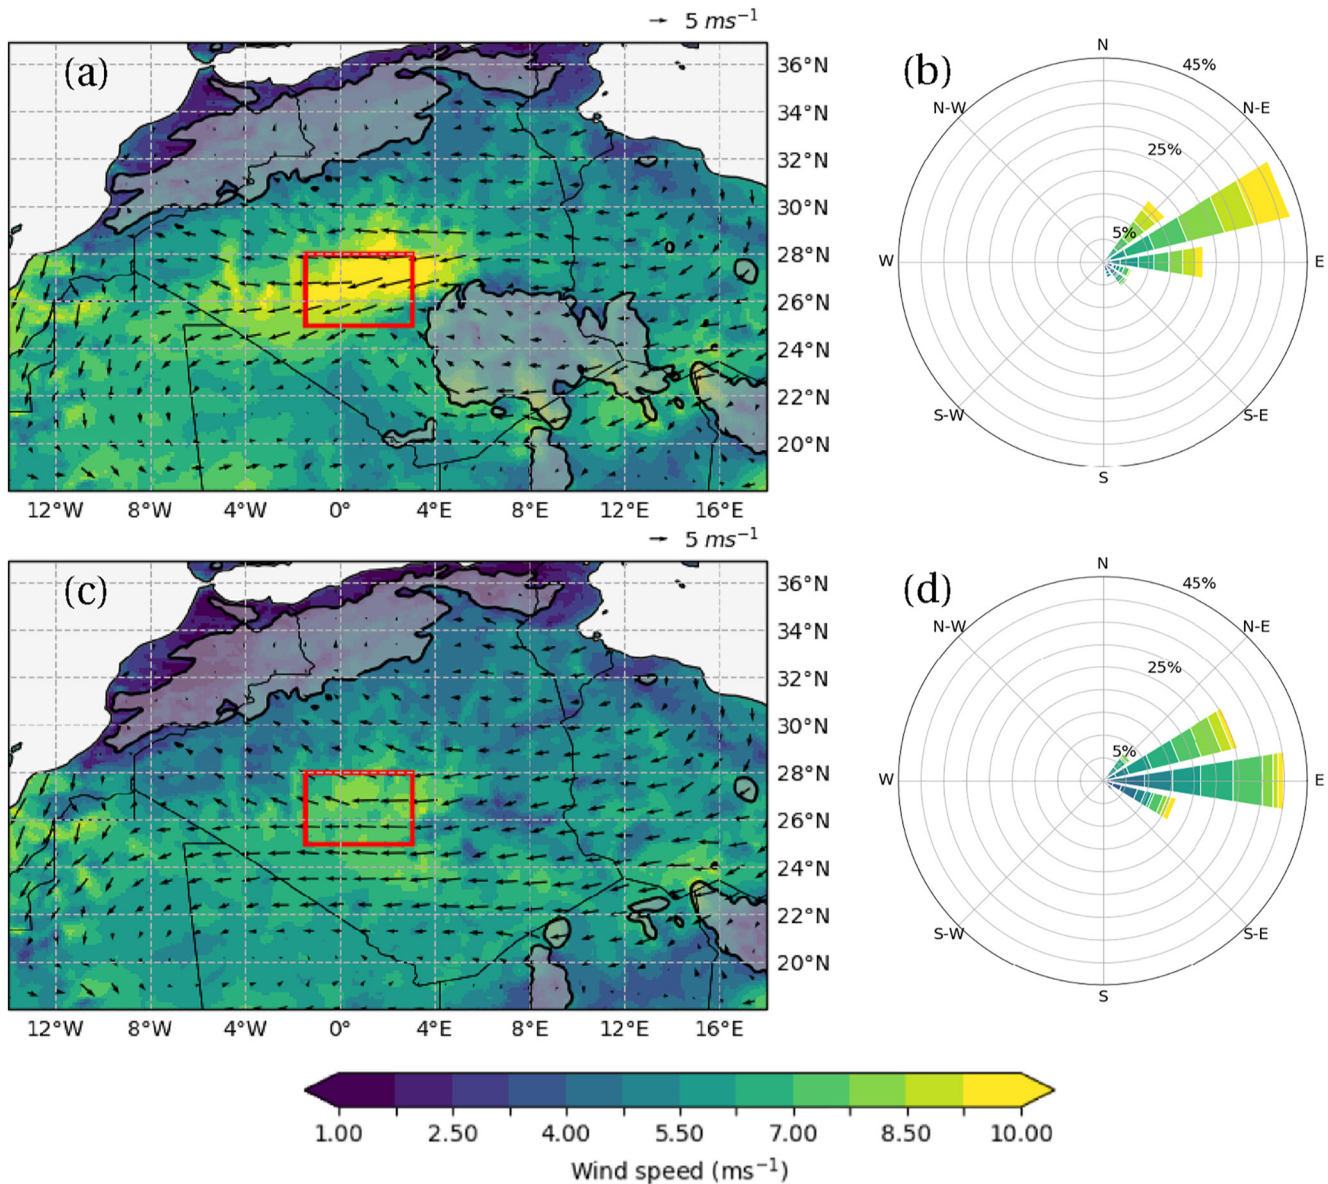 5 ms⁻¹
(a)
36°N
34°N
32°N
30°N
28°N
26°N
24°N
22°N
20°N
12°W 8°W 4°W 0° 4°E 8°E 12°E 16°E
(b)
N
45%
N-W
N-E
25%
5%
W
E
S-W
S-E
S
5 ms⁻¹
(c)
36°N
34°N
32°N
30°N
28°N
26°N
24°N
22°N
20°N
12°W 8°W 4°W 0° 4°E 8°E 12°E 16°E
(d)
N
45%
N-W
N-E
25%
5%
W
E
S-W
S-E
S
1.00 2.50 4.00 5.50 7.00 8.50 10.00
Wind speed (ms⁻¹)